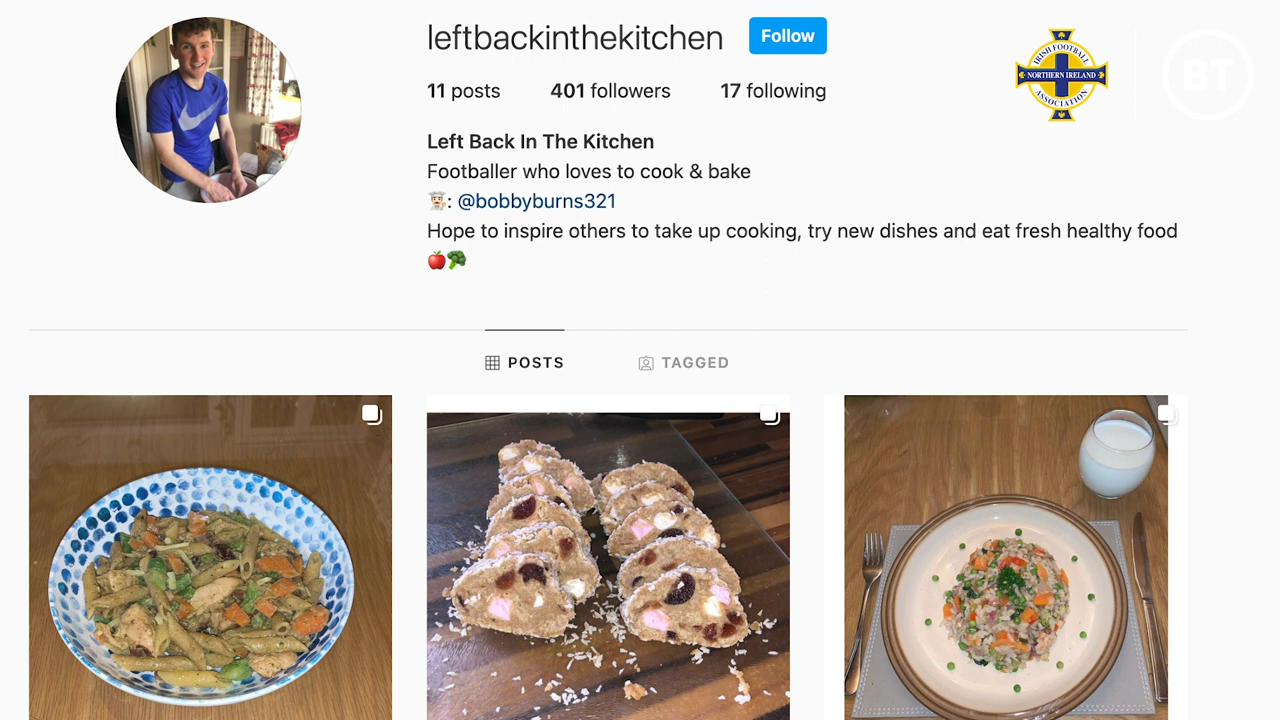 leftbackinthekitchen Follow
11 posts 401 followers 17 following
Left Back In The Kitchen
Footballer who loves to cook & bake
👨🏻‍🍳: @bobbyburns321
Hope to inspire others to take up cooking, try new dishes and eat fresh healthy food
🍎🥦
POSTS TAGGED
IRISH FOOTBALL
NORTHERN IRELAND
ASSOCIATION
BT